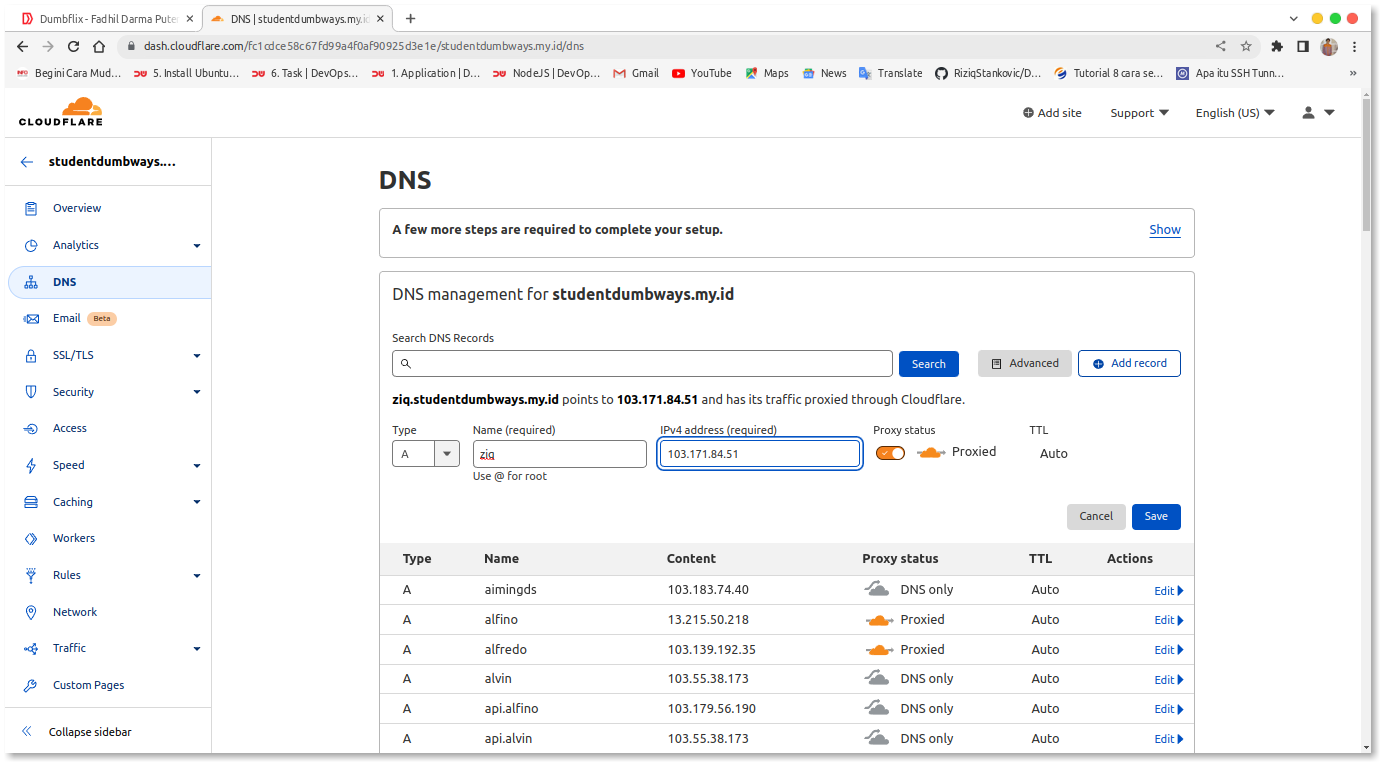 Dumbflix - Fadhil Darma Puter
DNS | studentdumbways.my.id
dash.cloudflare.com/fc1cdce58c67fd99a4f0af90925d3e1e/studentdumbways.my.id/dns
Begini Cara Mud...
5. Install Ubuntu...
6. Task | DevOps...
1. Application | D...
NodeJS | DevOp...
Gmail
YouTube
Maps
News
Translate
RiziqStankovic/D...
Tutorial 8 cara se...
Apa itu SSH Tunn...
CLOUDFLARE
Add site
Support
English (US)
studentdumbways....
Overview
Analytics
DNS
Email Beta
SSL/TLS
Security
Access
Speed
Caching
Workers
Rules
Network
Traffic
Custom Pages
Collapse sidebar
DNS
A few more steps are required to complete your setup. Show
DNS management for studentdumbways.my.id
Search DNS Records
Search Advanced Add record
ziq.studentdumbways.my.id points to 103.171.84.51 and has its traffic proxied through Cloudflare.
Type Name (required) IPv4 address (required) Proxy status TTL
A ziq 103.171.84.51 Proxied Auto
Use @ for root
Cancel Save
Type Name Content Proxy status TTL Actions
A aimingds 103.183.74.40 DNS only Auto Edit
A alfino 13.215.50.218 Proxied Auto Edit
A alfredo 103.139.192.35 Proxied Auto Edit
A alvin 103.55.38.173 DNS only Auto Edit
A api.alfino 103.179.56.190 DNS only Auto Edit
A api.alvin 103.55.38.173 DNS only Auto Edit